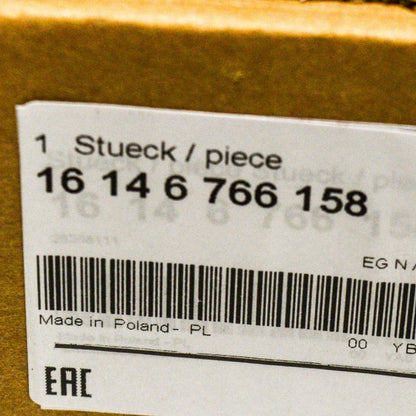 1 Stueck / piece
16 14 6 766 158
EG N /
Made in Poland - PL
00 YB
EAC